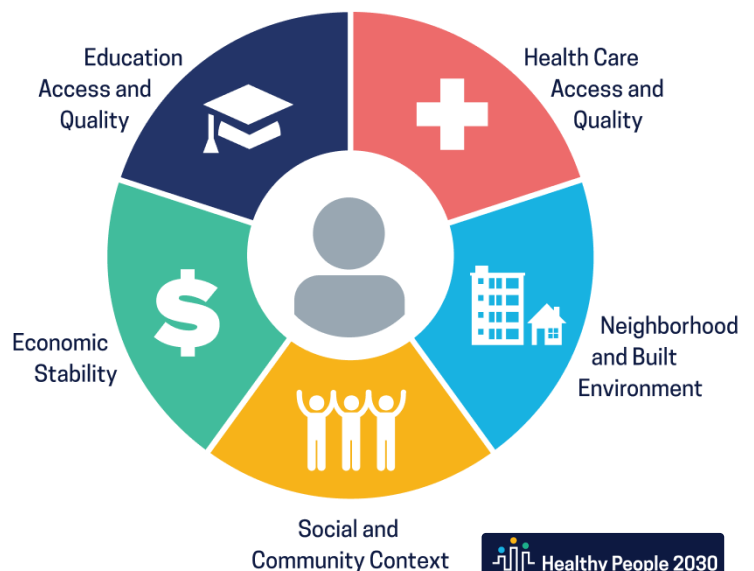 Education
Access and
Quality
Health Care
Access and
Quality
$
Economic
Stability
Neighborhood
and Built
Environment
Social and
Community Context
Healthy People 2030